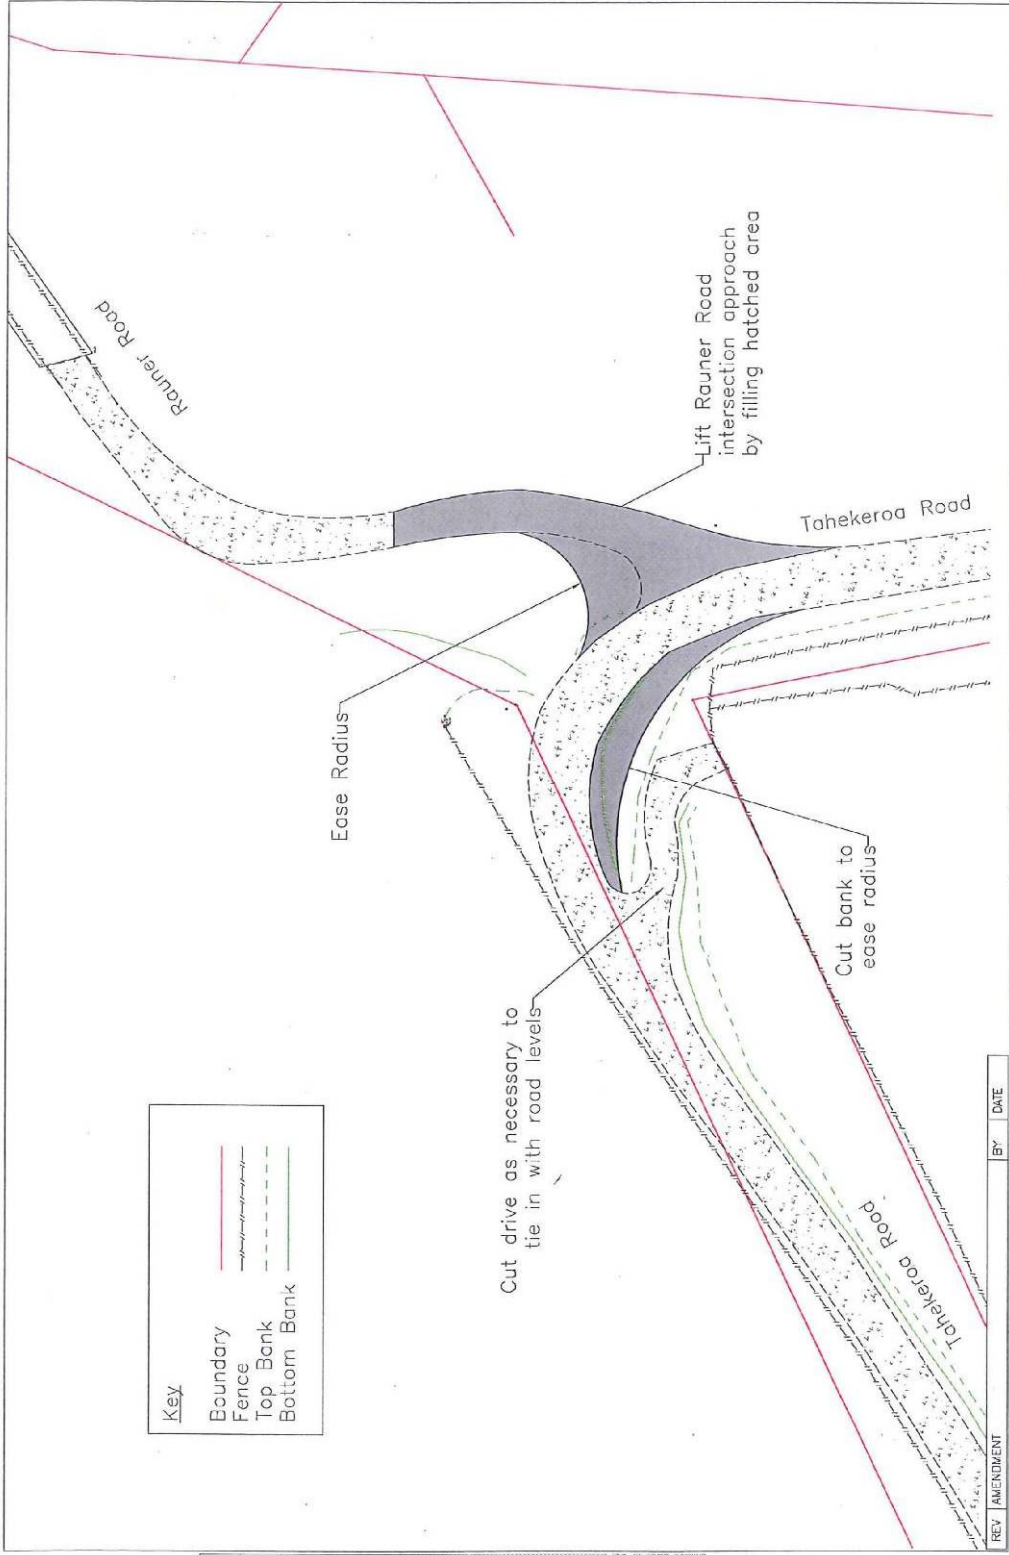 Key
Boundary
Fence
Top Bank
Bottom Bank
Rauner Road
Ease Radius
Lift Rauner Road
intersection approach
by filling hatched area
Tahekeroa Road
Cut drive as necessary to
tie in with road levels
Cut bank to
ease radius
Tahekeroa Road
REV AMENDMENT BY DATE